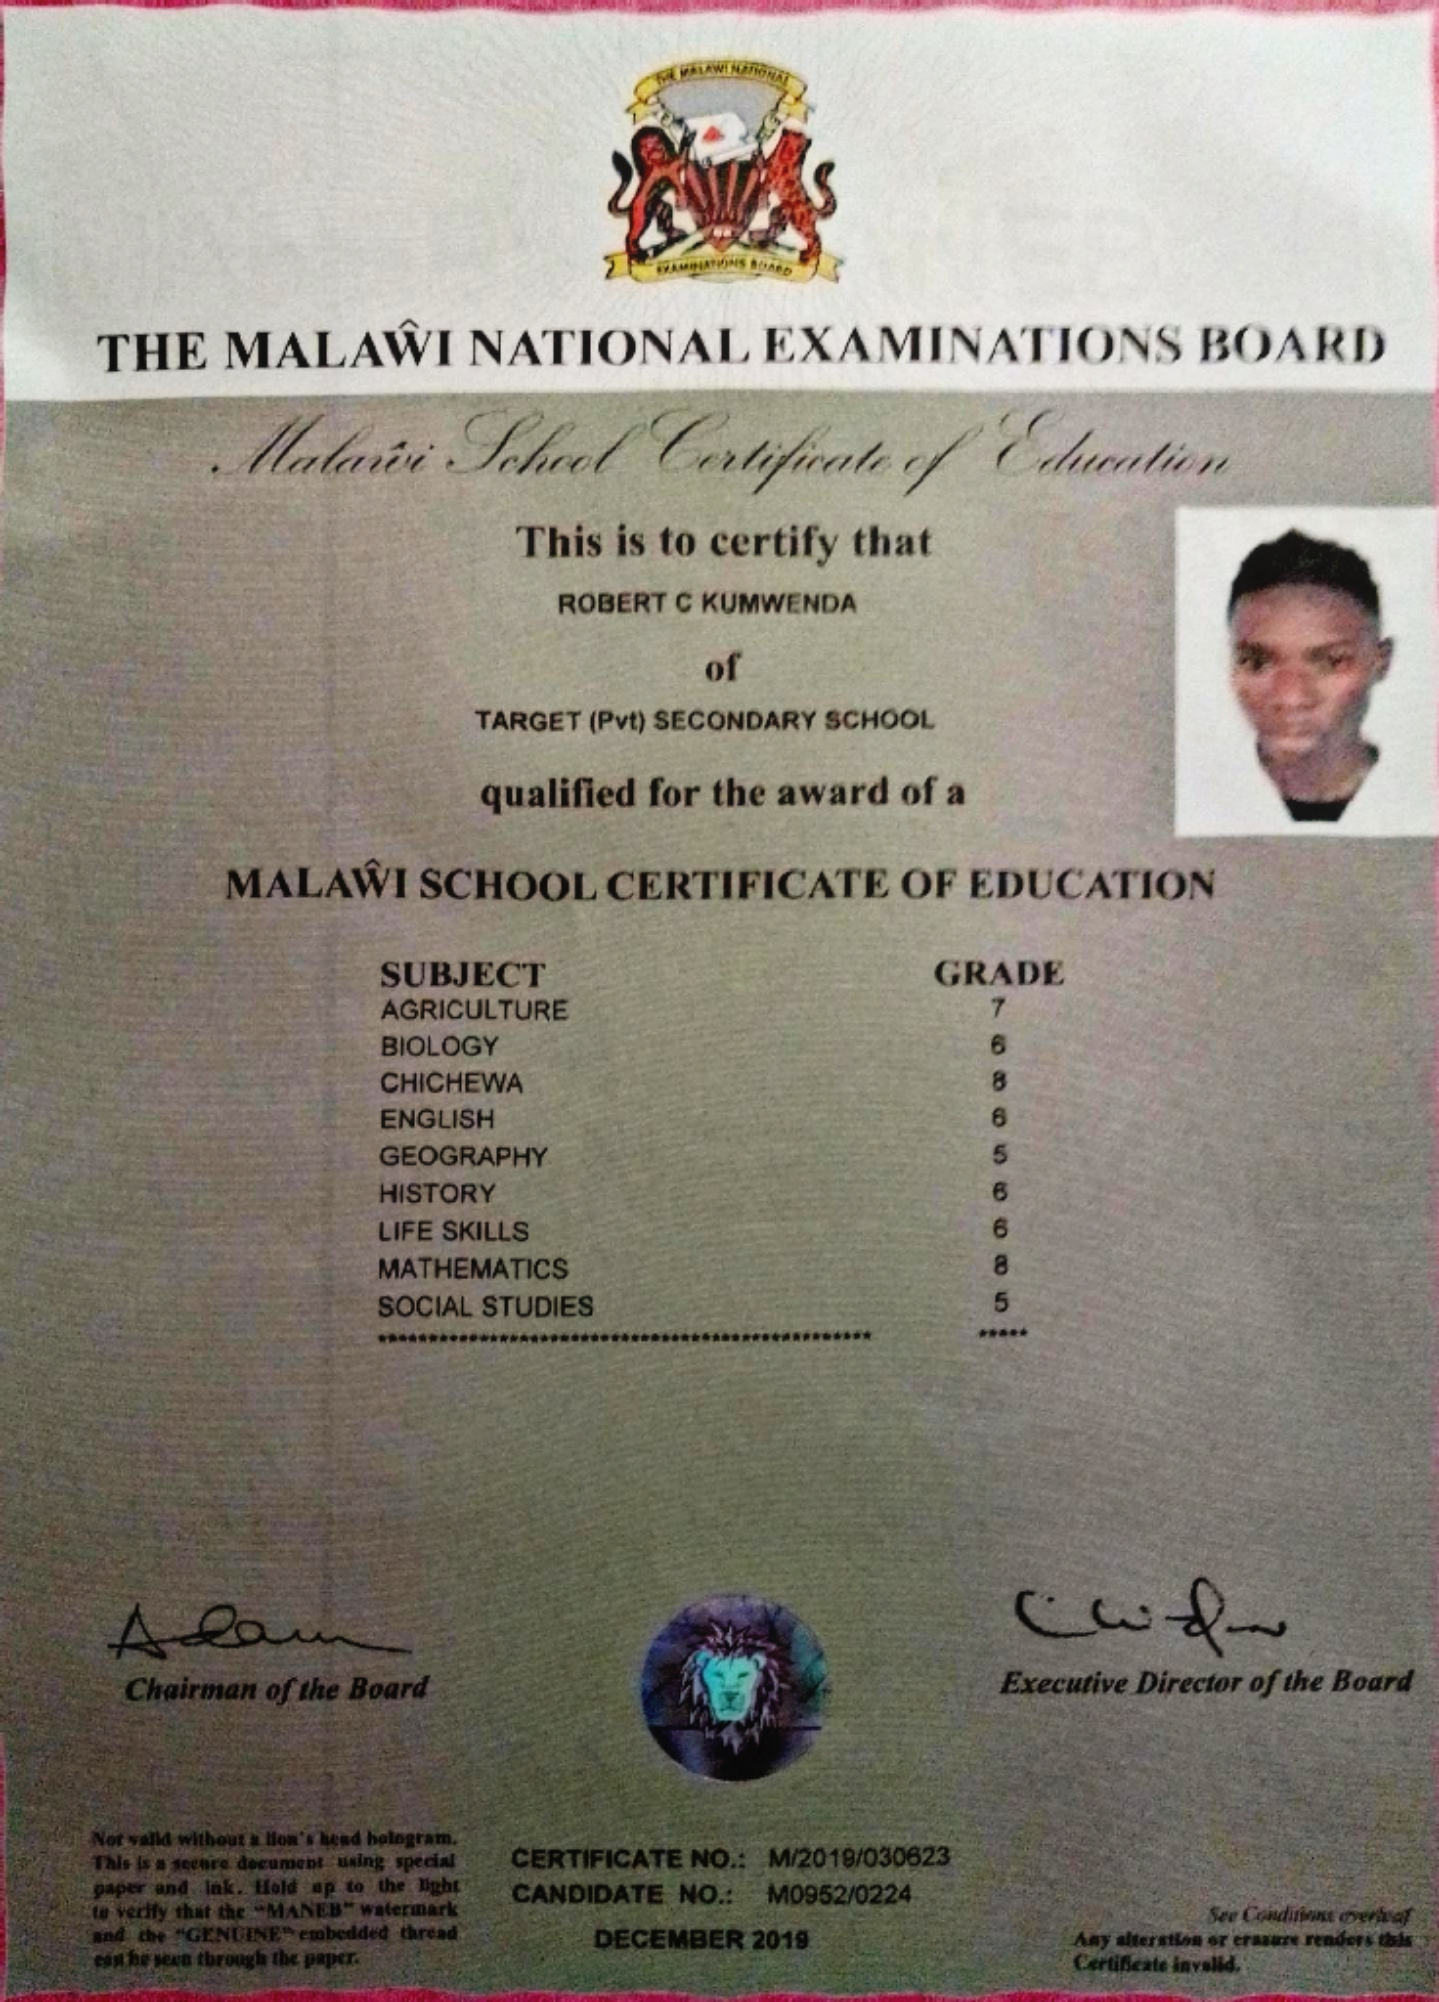 THE MALAWI NATIONAL
EXAMINATIONS BOARD
THE MALAŴI NATIONAL EXAMINATIONS BOARD
Malaŵi School Certificate of Education
This is to certify that
ROBERT C KUMWENDA
of
TARGET (Pvt) SECONDARY SCHOOL
qualified for the award of a
MALAŴI SCHOOL CERTIFICATE OF EDUCATION
SUBJECT GRADE
AGRICULTURE 7
BIOLOGY 6
CHICHEWA 8
ENGLISH 6
GEOGRAPHY 5
HISTORY 6
LIFE SKILLS 6
MATHEMATICS 8
SOCIAL STUDIES 5
Chairman of the Board
Executive Director of the Board
Not valid without a lion's head hologram.
This is a secure document using special
paper and ink. Hold up to the light
to verify that the "MANEB" watermark
and the "GENUINE" embedded thread
can be seen through the paper.
CERTIFICATE NO.: M/2019/030623
CANDIDATE NO.: M0952/0224
DECEMBER 2019
See Conditions overleaf
Any alteration or erasure renders this
Certificate invalid.